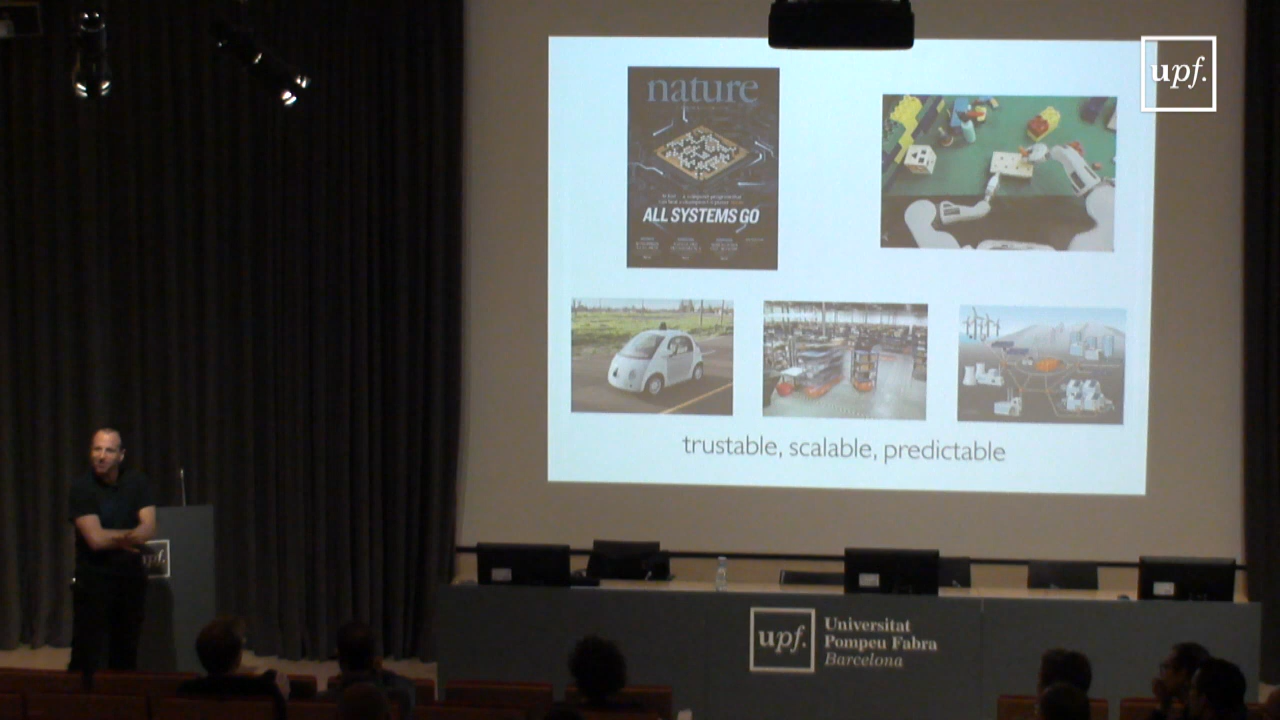 nature
ALL SYSTEMS GO
upf.
trustable, scalable, predictable
upf.
upf.
Universitat
Pompeu Fabra
Barcelona